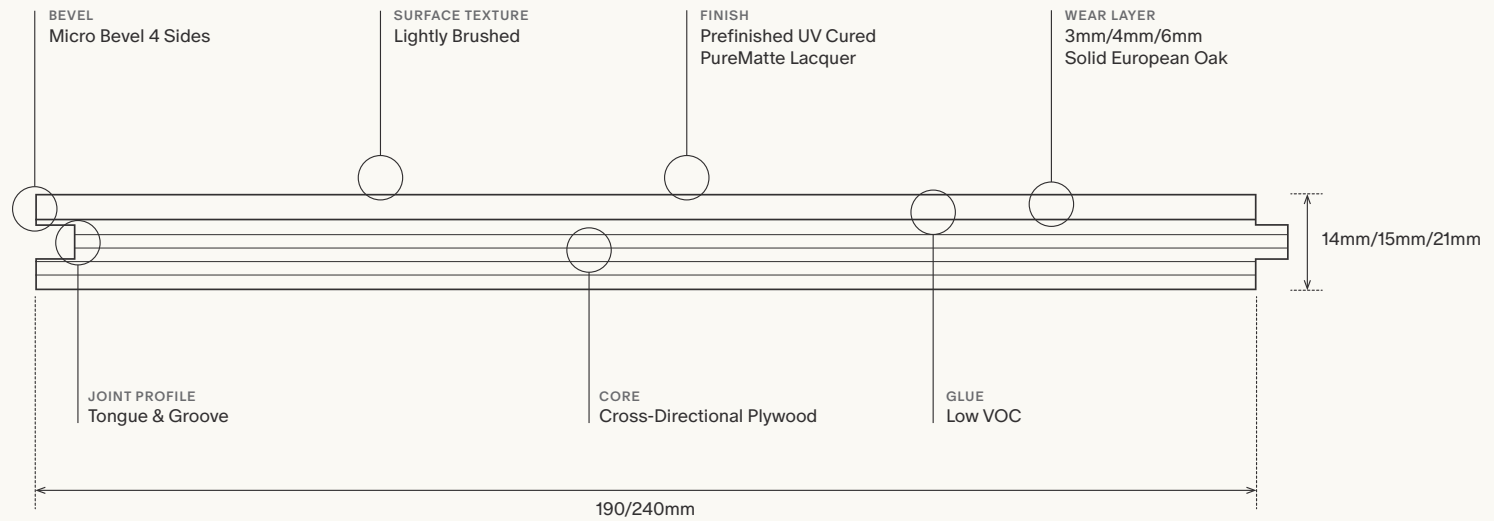 BEVEL
Micro Bevel 4 Sides
SURFACE TEXTURE
Lightly Brushed
FINISH
Prefinished UV Cured
PureMatte Lacquer
WEAR LAYER
3mm/4mm/6mm
Solid European Oak
14mm/15mm/21mm
JOINT PROFILE
Tongue & Groove
CORE
Cross-Directional Plywood
GLUE
Low VOC
190/240mm